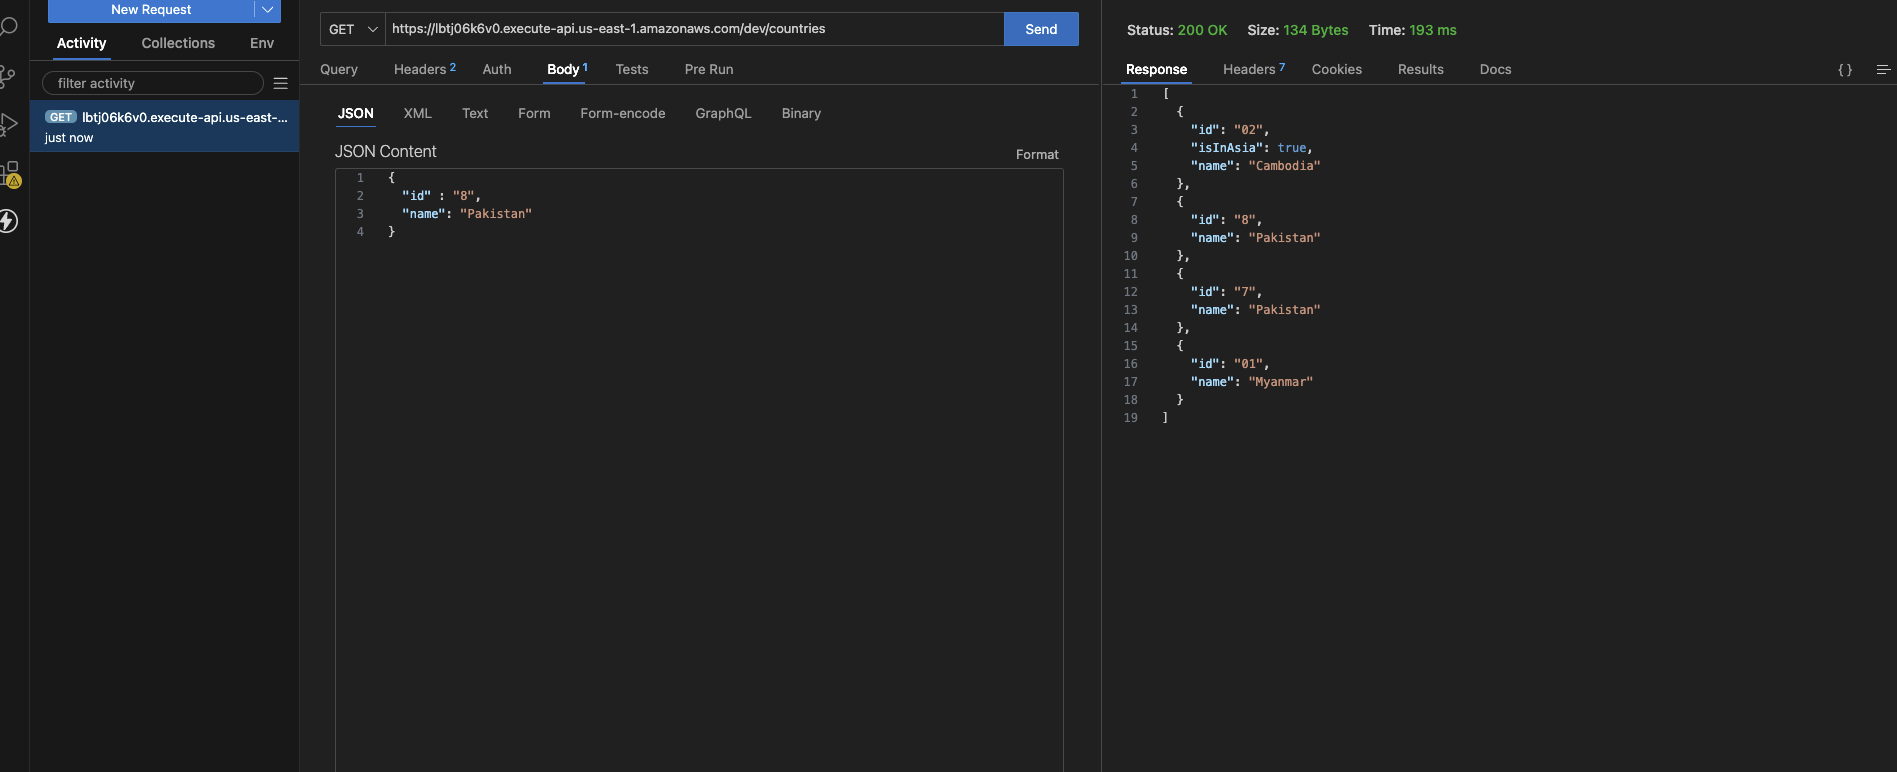 New Request
Activity Collections Env
filter activity
GET lbtj06k6v0.execute-api.us-east-...
just now
GET https://lbtj06k6v0.execute-api.us-east-1.amazonaws.com/dev/countries Send
Query Headers 2 Auth Body 1 Tests Pre Run
JSON XML Text Form Form-encode GraphQL Binary
JSON Content
Format
1 {
2 "id" : "8",
3 "name": "Pakistan"
4 }
Status: 200 OK Size: 134 Bytes Time: 193 ms
Response Headers 7 Cookies Results Docs { }
1 [
2 {
3 "id": "02",
4 "isInAsia": true,
5 "name": "Cambodia"
6 },
7 {
8 "id": "8",
9 "name": "Pakistan"
10 },
11 {
12 "id": "7",
13 "name": "Pakistan"
14 },
15 {
16 "id": "01",
17 "name": "Myanmar"
18 }
19 ]